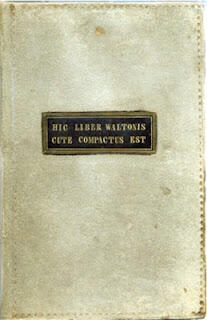 HIC LIBER WALTONIS
CUTE COMPACTUS EST